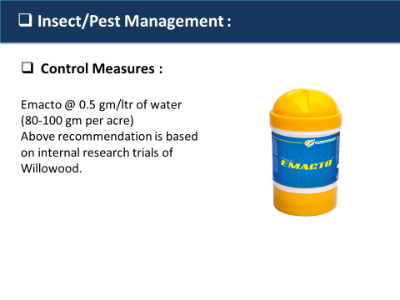 ❑ Insect/Pest Management :
❑ Control Measures :
Emacto @ 0.5 gm/ltr of water
(80-100 gm per acre)
Above recommendation is based
on internal research trials of
Willowood.
EMACTO